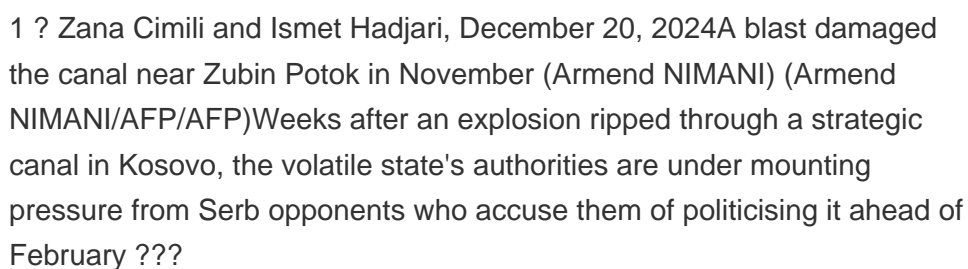 1 ? Zana Cimili and Ismet Hadjari, December 20, 2024A blast damaged
the canal near Zubin Potok in November (Armend NIMANI) (Armend
NIMANI/AFP/AFP)Weeks after an explosion ripped through a strategic
canal in Kosovo, the volatile state's authorities are under mounting
pressure from Serb opponents who accuse them of politicising it ahead of
February ???